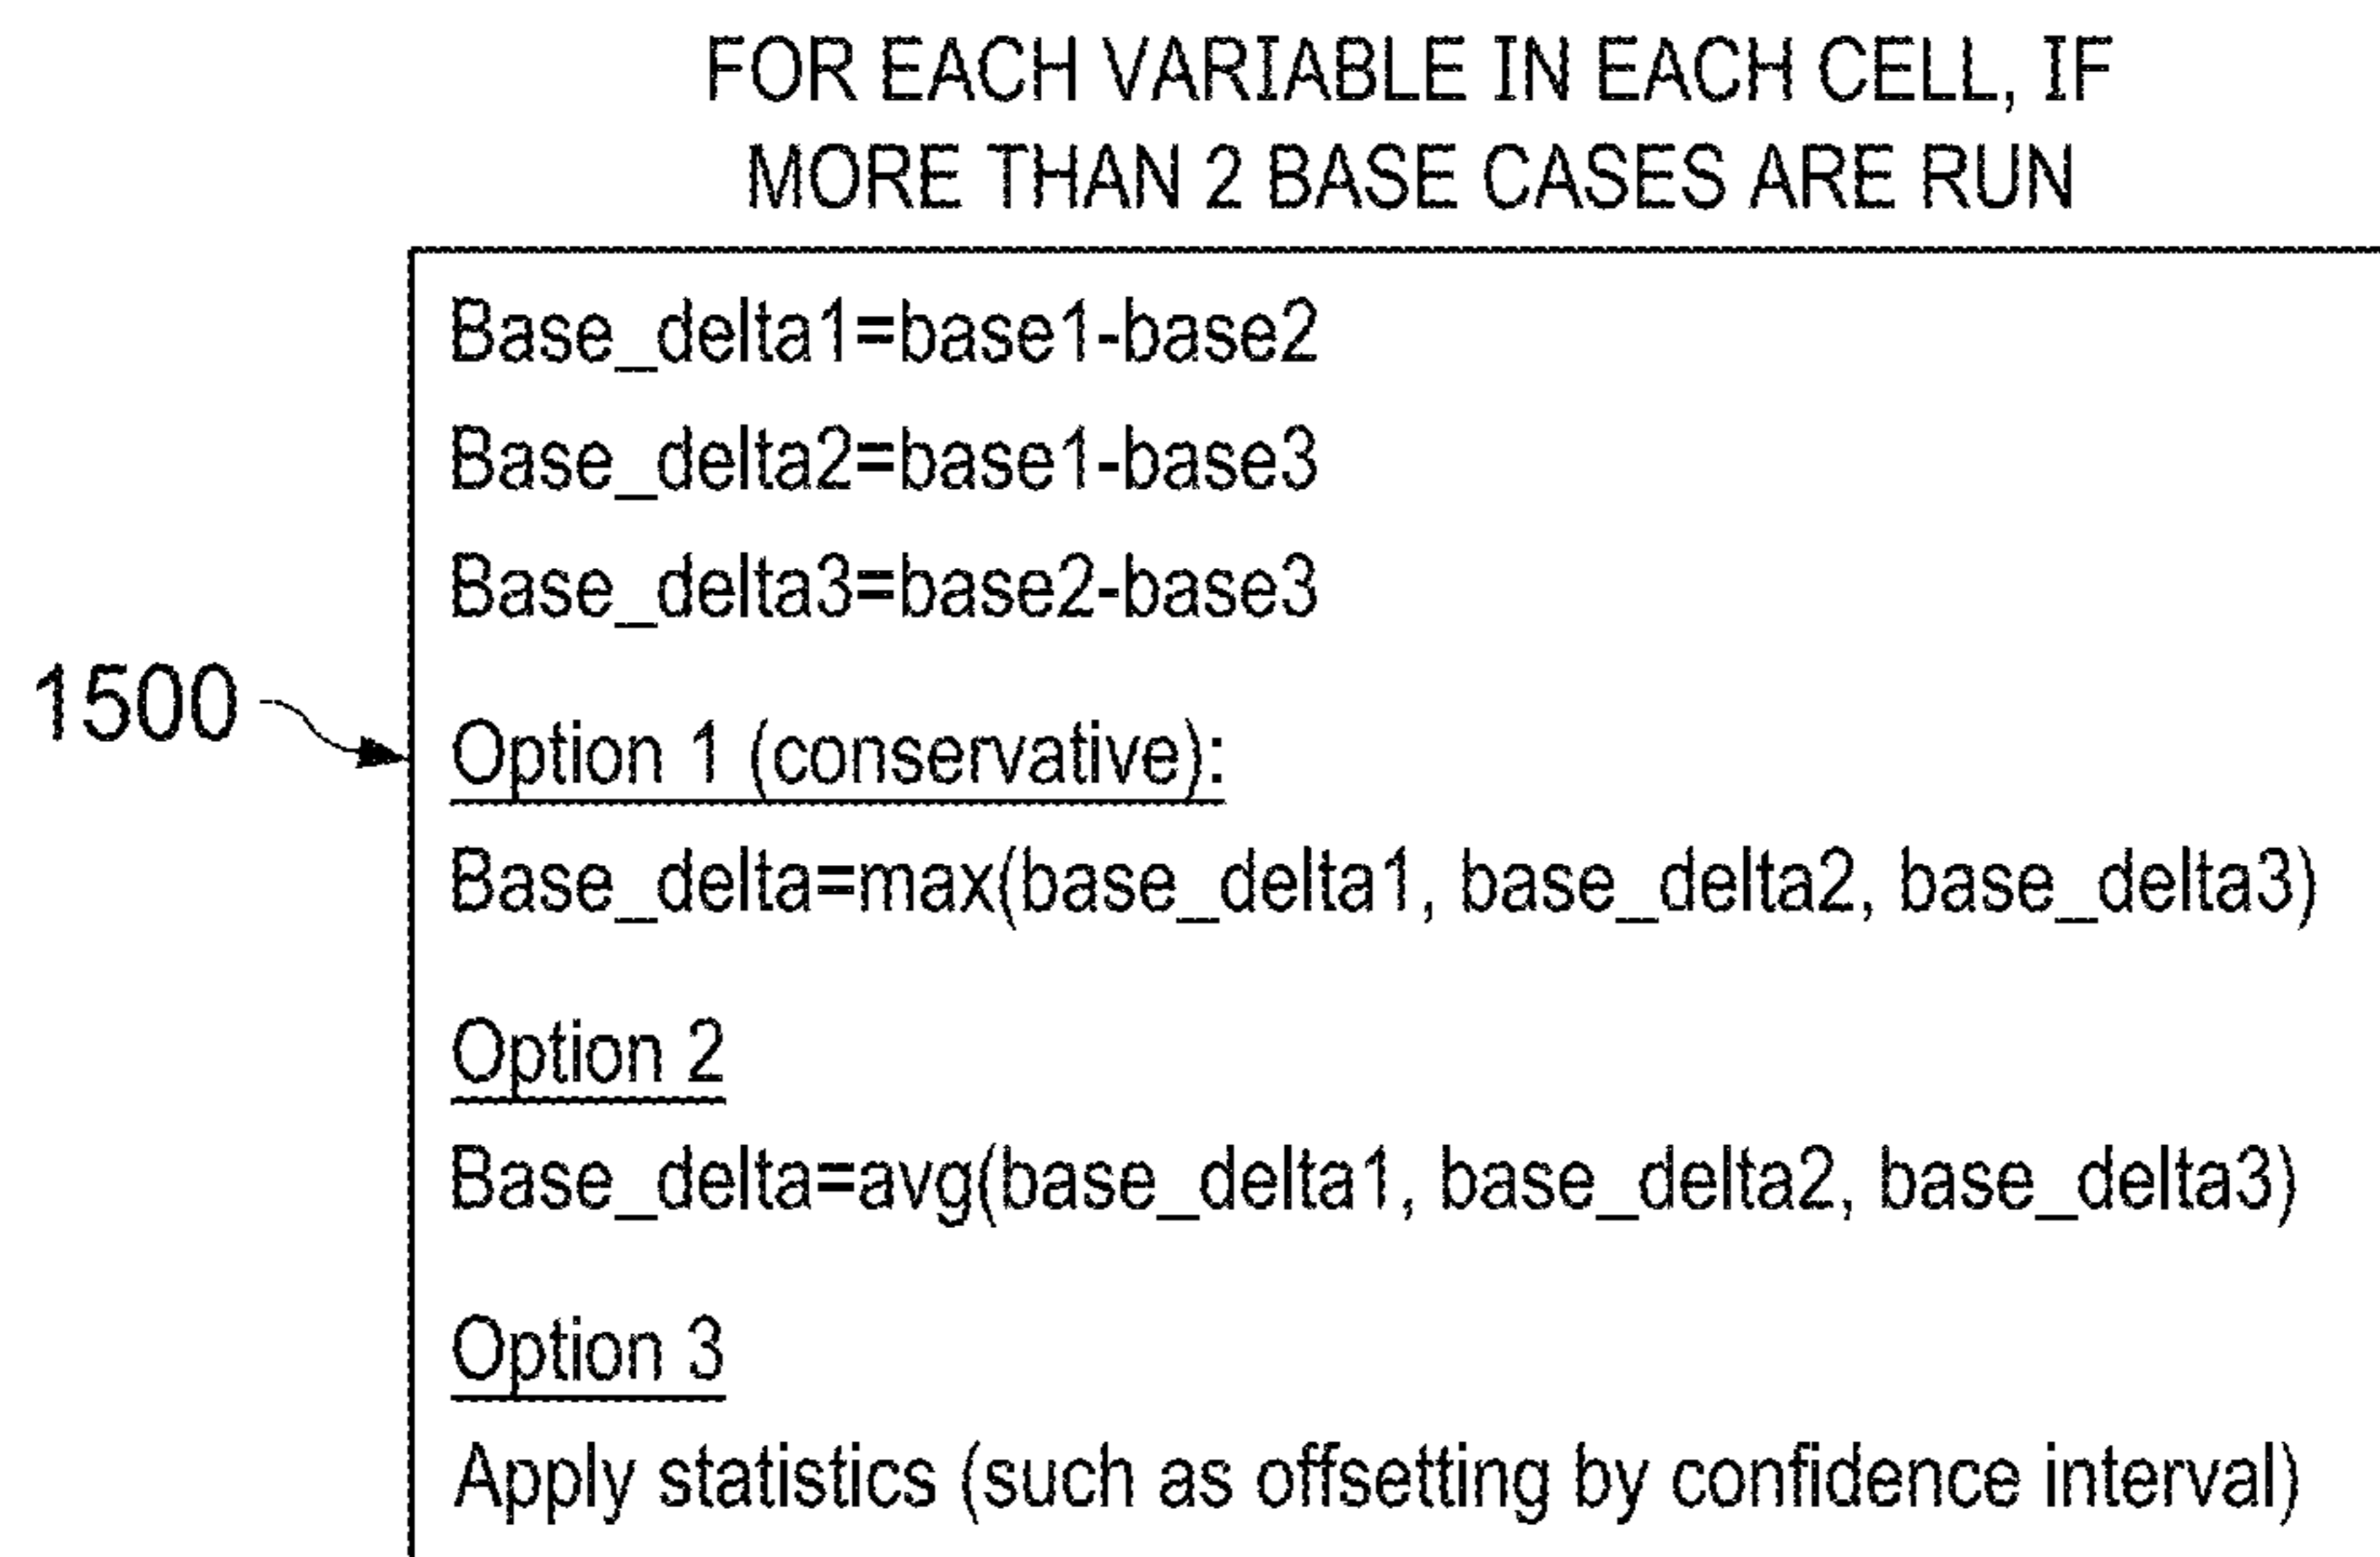 FOR EACH VARIABLE IN EACH CELL, IF
MORE THAN 2 BASE CASES ARE RUN
Base_delta1=base1-base2
Base_delta2=base1-base3
Base_delta3=base2-base3
1500
Option 1 (conservative):
Base_delta=max(base_delta1, base_delta2, base_delta3)
Option 2
Base_delta=avg(base_delta1, base_delta2, base_delta3)
Option 3
Apply statistics (such as offsetting by confidence interval)